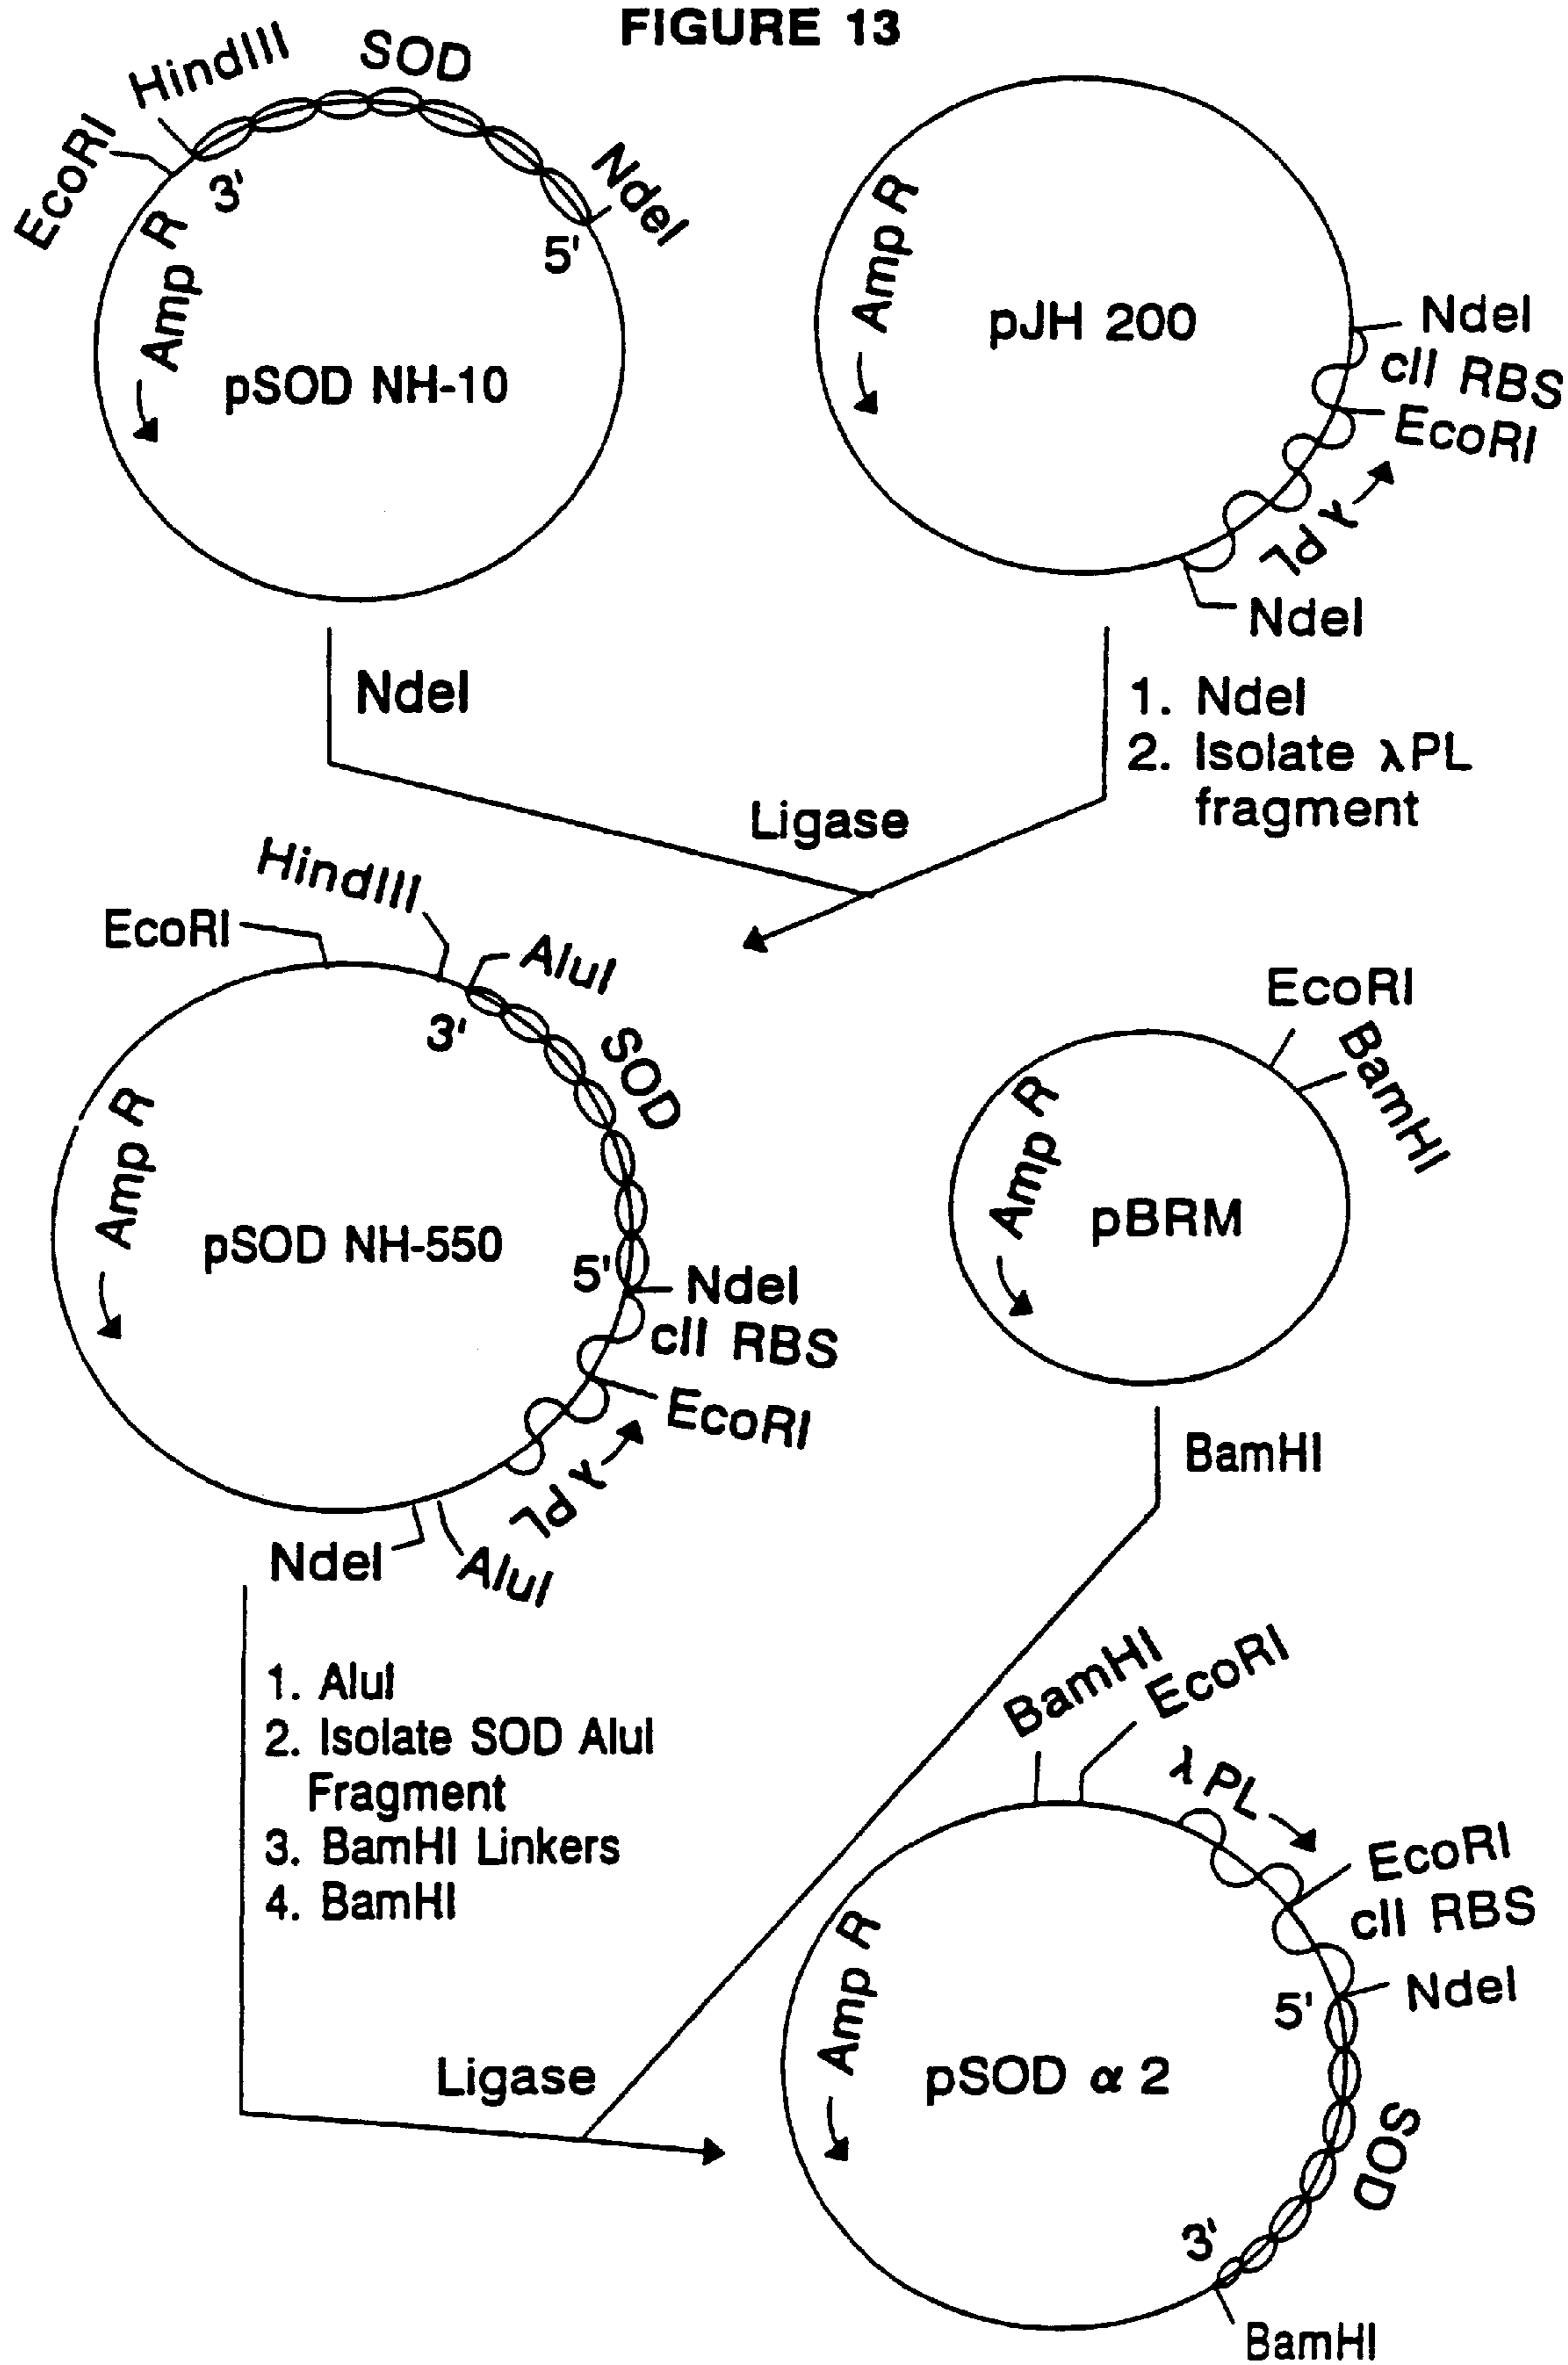 FIGURE 13
HindIII
SOD
EcoRI
3'
NdeI
5'
Amp R
pSOD NH-10
Amp R
pJH 200
NdeI
cII RBS
EcoRI
λ PL
NdeI
NdeI
1. NdeI
2. Isolate λPL
fragment
Ligase
HindIII
EcoRI
AluI
3'
SOD
Amp R
pSOD NH-550
5'
NdeI
cII RBS
EcoRI
λ PL
NdeI
AluI
EcoRI
BamHI
Amp R
pBRM
BamHI
1. AluI
2. Isolate SOD AluI
Fragment
3. BamHI Linkers
4. BamHI
Ligase
BamHI
EcoRI
λ PL
EcoRI
cII RBS
NdeI
5'
Amp R
pSOD α 2
SOD
3'
BamHI